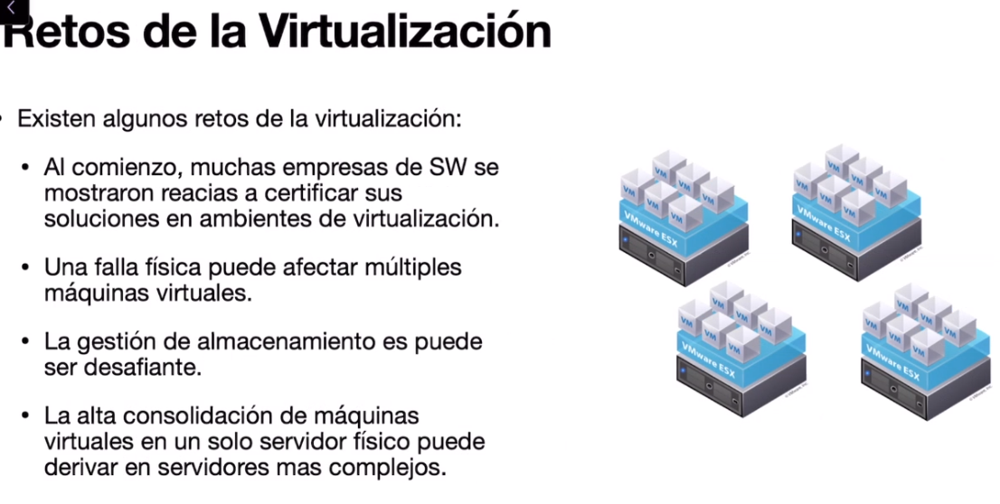 Retos de la Virtualización
• Existen algunos retos de la virtualización:
• Al comienzo, muchas empresas de SW se
mostraron reacias a certificar sus
soluciones en ambientes de virtualización.
• Una falla física puede afectar múltiples
máquinas virtuales.
• La gestión de almacenamiento es puede
ser desafiante.
• La alta consolidación de máquinas
virtuales en un solo servidor físico puede
derivar en servidores mas complejos.
VM VM VM VM VM VM
VMware ESX
VM VM VM VM VM VM
VMware ESX
VM VM VM VM VM VM
VMware ESX
VM VM VM VM VM VM
VMware ESX